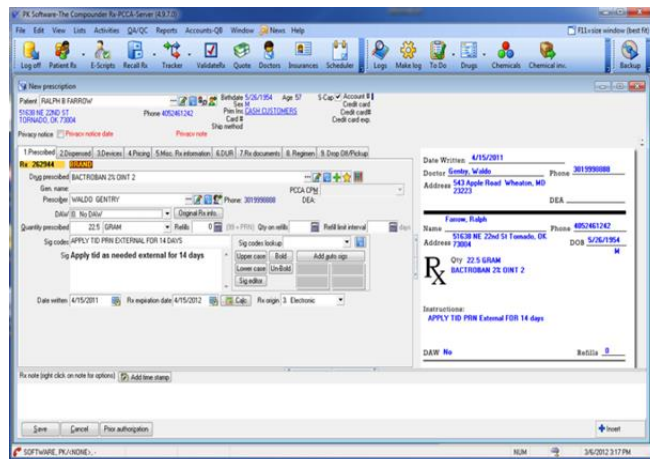 PK Software-The Compounder Rx-PCCA-Server (4.9.7.0)
File Edit View Lists Activities QA/QC Reports Accounts-QB Window News Help
F11=size window (best fit)
Log off Patient Rx E-Scripts Recall Rx Tracker ValidateRx Quote Doctors Insurances Scheduler Logs Make log To Do Drugs Chemicals Chemical inv. Backup
New prescription
Patient RALPH B FARROW
Birthdate 5/26/1954 Age 57 S-Cap Account #
Sex M Credit card
51638 NE 22ND ST Phone 4052461242 Prim Ins CASH CUSTOMERS Credit card#
TORNADO, OK 73004 Card # Credit card exp.
Ship method
Privacy notice Privacy notice date Privacy note
1.Prescribed 2.Dispensed 3.Devices 4.Pricing 5.Misc. Rx information 6.DUR 7.Rx documents 8. Regimen 9. Drop Off/Pickup
Rx 262944 BRAND
Drug prescribed BACTROBAN 2% OINT 2
Gen. name PCCA CP#
Prescriber WALDO GENTRY Phone: 3019998888 DEA:
DAW 0. No DAW Original Rx info...
Quantity prescribed 22.5 GRAM Refills 0 (99 = PRN) Qty on refills Refill limit interval days
Sig codes APPLY TID PRN EXTERNAL FOR 14 DAYS Sig codes lookup
Sig Apply tid as needed external for 14 days
Upper case Bold Add auto sigs
Lower case Un-Bold
Sig editor
Date written 4/15/2011 Rx expiration date 4/15/2012 Calc Rx origin 3 Electronic
Date Written 4/15/2011
Doctor Gentry, Waldo Phone 3019998888
Address 543 Apple Road Wheaton, MD
23223
DEA
Farrow, Ralph
Name Phone 4052461242
51638 NE 22nd St Tornado, OK
Address 73004 DOB 5/26/1954
M
Rx
Qty 22.5 GRAM
BACTROBAN 2% OINT 2
Instructions:
APPLY TID PRN External FOR 14 days
DAW No Refills 0
Rx note (right click on note for options) Add time stamp
Save Cancel Prior authorization Insert
SOFTWARE, PK/<NONE>, - NUM 3/6/2012 3:17 PM